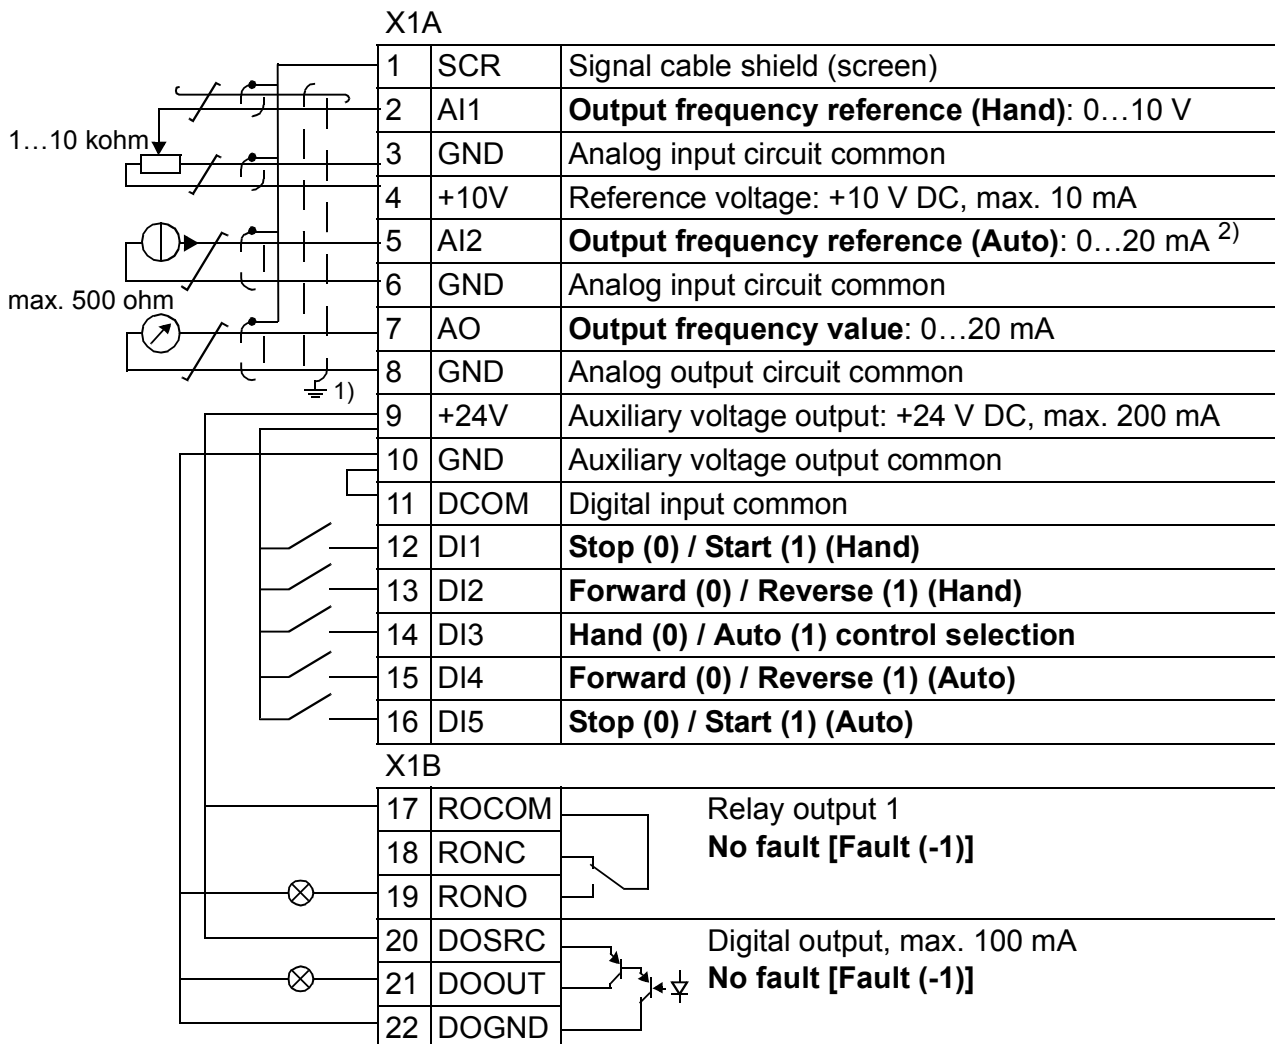 X1A
1 SCR Signal cable shield (screen)
2 AI1 Output frequency reference (Hand): 0…10 V
1…10 kohm
3 GND Analog input circuit common
4 +10V Reference voltage: +10 V DC, max. 10 mA
5 AI2 Output frequency reference (Auto): 0…20 mA 2)
6 GND Analog input circuit common
max. 500 ohm
7 AO Output frequency value: 0…20 mA
8 GND Analog output circuit common
1)
9 +24V Auxiliary voltage output: +24 V DC, max. 200 mA
10 GND Auxiliary voltage output common
11 DCOM Digital input common
12 DI1 Stop (0) / Start (1) (Hand)
13 DI2 Forward (0) / Reverse (1) (Hand)
14 DI3 Hand (0) / Auto (1) control selection
15 DI4 Forward (0) / Reverse (1) (Auto)
16 DI5 Stop (0) / Start (1) (Auto)
X1B
17 ROCOM Relay output 1
18 RONC No fault [Fault (-1)]
19 RONO
20 DOSRC Digital output, max. 100 mA
21 DOOUT No fault [Fault (-1)]
22 DOGND